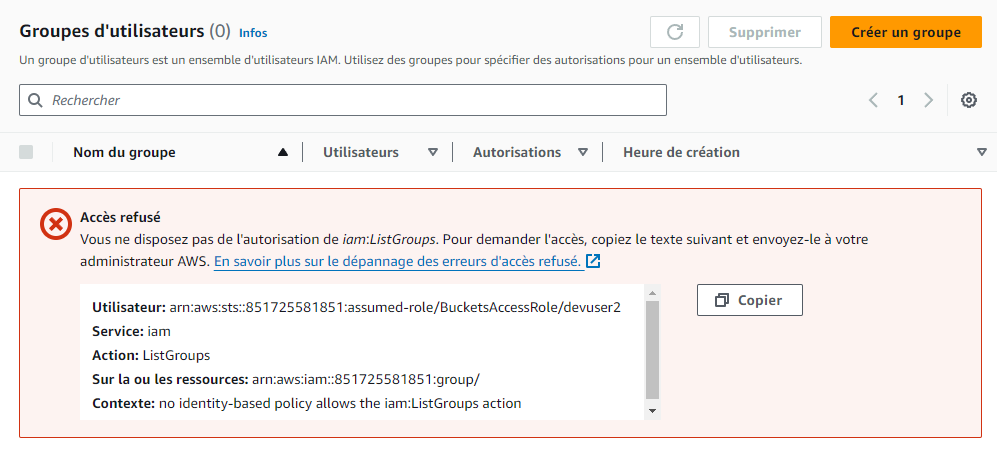 Groupes d'utilisateurs (0) Infos
Supprimer
Créer un groupe
Un groupe d'utilisateurs est un ensemble d'utilisateurs IAM. Utilisez des groupes pour spécifier des autorisations pour un ensemble d'utilisateurs.
Rechercher
1
Nom du groupe
Utilisateurs
Autorisations
Heure de création
Accès refusé
Vous ne disposez pas de l'autorisation de iam:ListGroups. Pour demander l'accès, copiez le texte suivant et envoyez-le à votre
administrateur AWS. En savoir plus sur le dépannage des erreurs d'accès refusé.
Utilisateur: arn:aws:sts::851725581851:assumed-role/BucketsAccessRole/devuser2
Service: iam
Action: ListGroups
Sur la ou les ressources: arn:aws:iam::851725581851:group/
Contexte: no identity-based policy allows the iam:ListGroups action
Copier